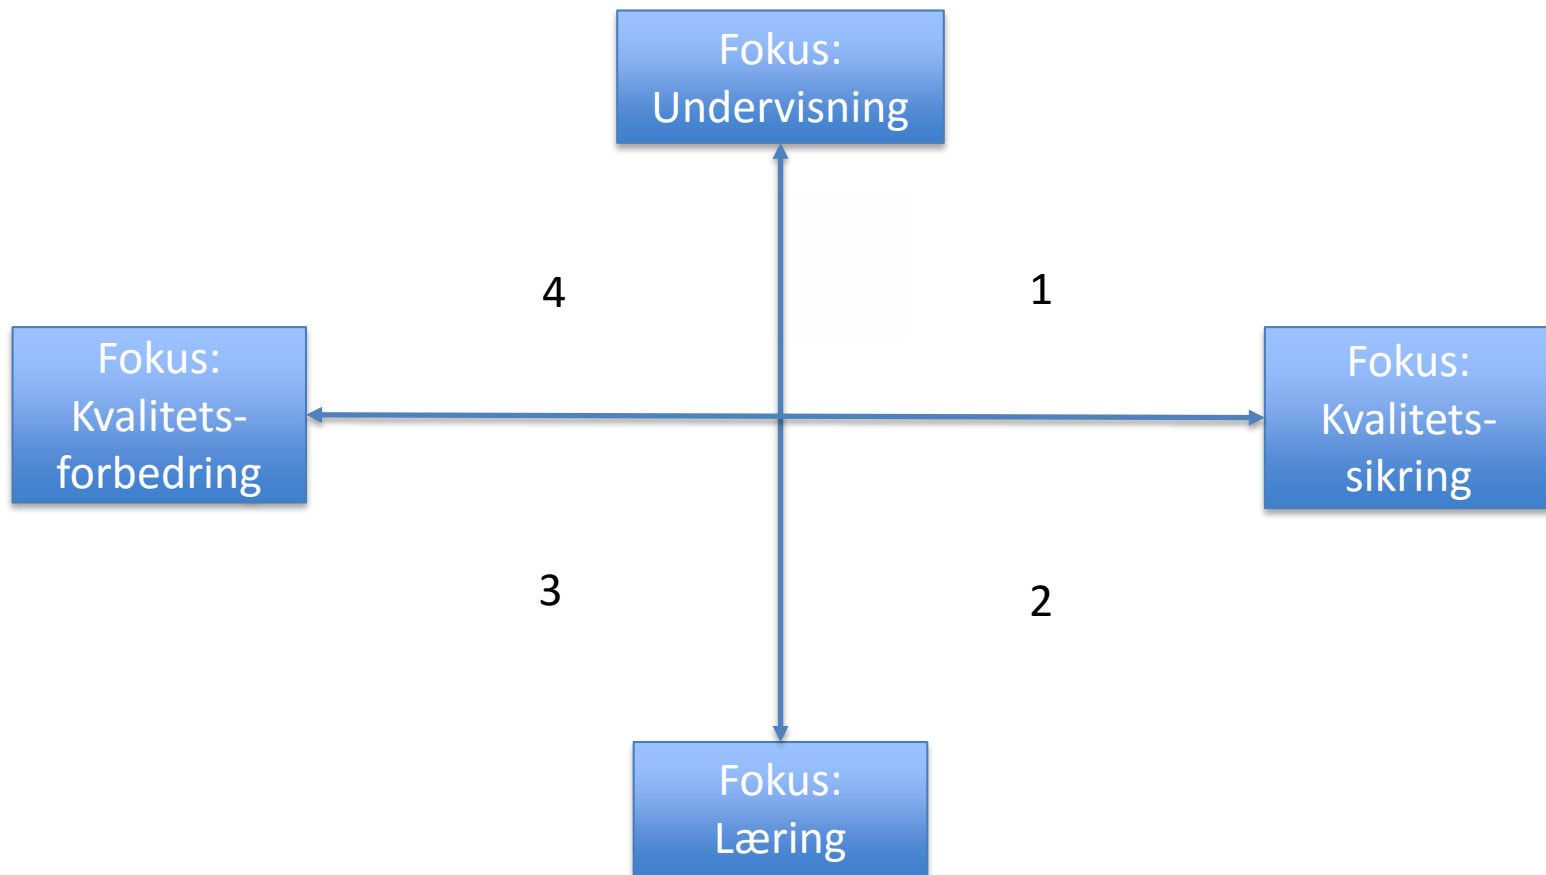 Fokus:
Undervisning
4
1
Fokus:
Kvalitets-
forbedring
Fokus:
Kvalitets-
sikring
3
2
Fokus:
Læring